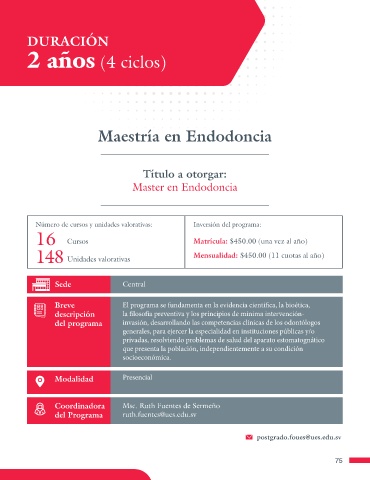 DURACIÓN
2 años (4 ciclos)
Maestría en Endodoncia
Título a otorgar:
Master en Endodoncia
Número de cursos y unidades valorativas:
16 Cursos
148 Unidades valorativas
Inversión del programa:
Matrícula: $450.00 (una vez al año)
Mensualidad: $450.00 (11 cuotas al año)
Sede
Central
Breve
descripción
del programa
El programa se fundamenta en la evidencia científica, la bioética,
la filosofía preventiva y los principios de mínima intervención-
invasión, desarrollando las competencias clínicas de los odontólogos
generales, para ejercer la especialidad en instituciones públicas y/o
privadas, resolviendo problemas de salud del aparato estomatognático
que presenta la población, independientemente a su condición
socioeconómica.
Modalidad
Presencial
Coordinadora
del Programa
Msc. Ruth Fuentes de Sermeño
ruth.fuentes@ues.edu.sv
postgrado.foues@ues.edu.sv
75